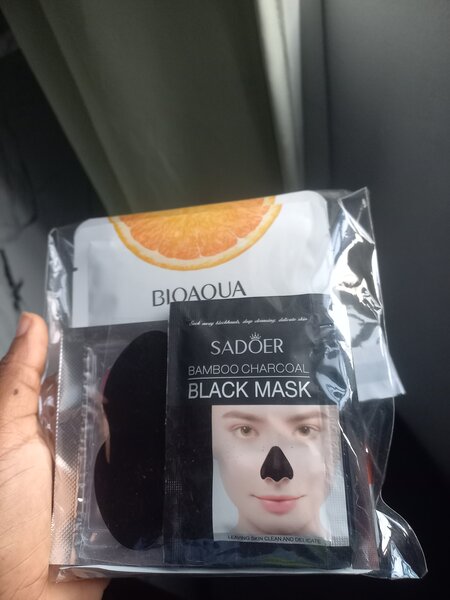 BIOAQUA
Suck away blackheads, deep cleansing, delicate skin
SADOER
BAMBOO CHARCOAL
BLACK MASK
LEAVING SKIN CLEAN AND DELICATE